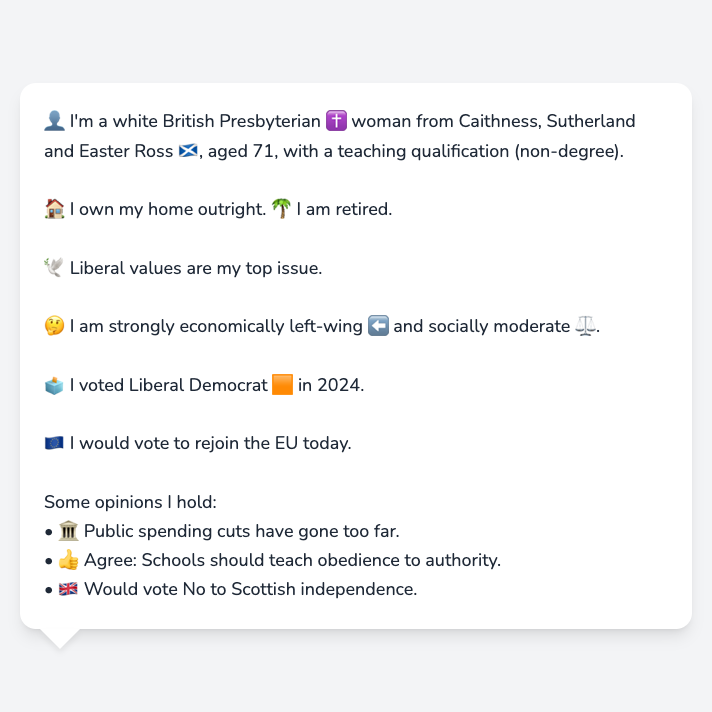 👤 I'm a white British Presbyterian ✝️ woman from Caithness, Sutherland
and Easter Ross 🏴󠁧󠁢󠁳󠁣󠁴󠁿, aged 71, with a teaching qualification (non-degree).
🏠 I own my home outright. 🌴 I am retired.
🕊️ Liberal values are my top issue.
🤔 I am strongly economically left-wing ⬅️ and socially moderate ⚖️.
🗳️ I voted Liberal Democrat 🟧 in 2024.
🇪🇺 I would vote to rejoin the EU today.
Some opinions I hold:
• 🏛️ Public spending cuts have gone too far.
• 👍 Agree: Schools should teach obedience to authority.
• 🇬🇧 Would vote No to Scottish independence.